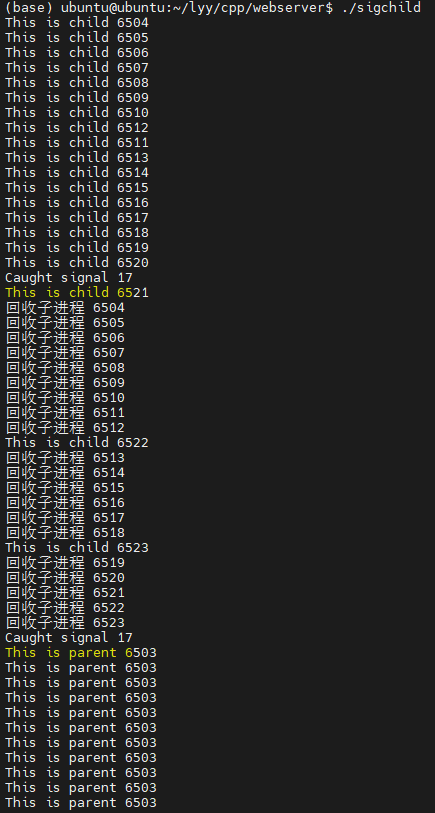 (base) ubuntu@ubuntu:~/lyy/cpp/webserver$ ./sigchild
This is child 6504
This is child 6505
This is child 6506
This is child 6507
This is child 6508
This is child 6509
This is child 6510
This is child 6512
This is child 6511
This is child 6513
This is child 6514
This is child 6515
This is child 6516
This is child 6517
This is child 6518
This is child 6519
This is child 6520
Caught signal 17
This is child 6521
回收子进程 6504
回收子进程 6505
回收子进程 6506
回收子进程 6507
回收子进程 6508
回收子进程 6509
回收子进程 6510
回收子进程 6511
回收子进程 6512
This is child 6522
回收子进程 6513
回收子进程 6514
回收子进程 6515
回收子进程 6516
回收子进程 6517
回收子进程 6518
This is child 6523
回收子进程 6519
回收子进程 6520
回收子进程 6521
回收子进程 6522
回收子进程 6523
Caught signal 17
This is parent 6503
This is parent 6503
This is parent 6503
This is parent 6503
This is parent 6503
This is parent 6503
This is parent 6503
This is parent 6503
This is parent 6503
This is parent 6503
This is parent 6503